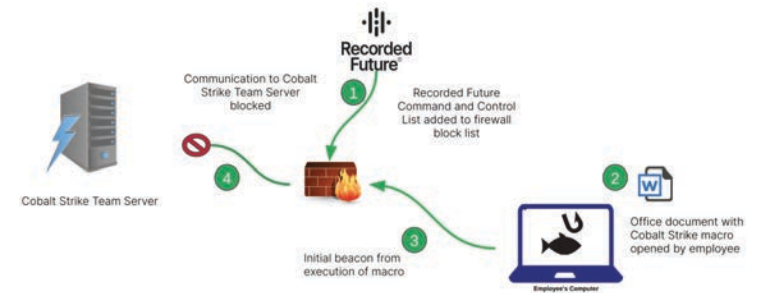 Recorded
Future®
Communication to Cobalt
Strike Team Server
blocked
1
Recorded Future
Command and Control
List added to firewall
block list
4
2
W
Cobalt Strike Team Server
Office document with
Cobalt Strike macro
opened by employee
3
Initial beacon from
execution of macro
Employee's Computer